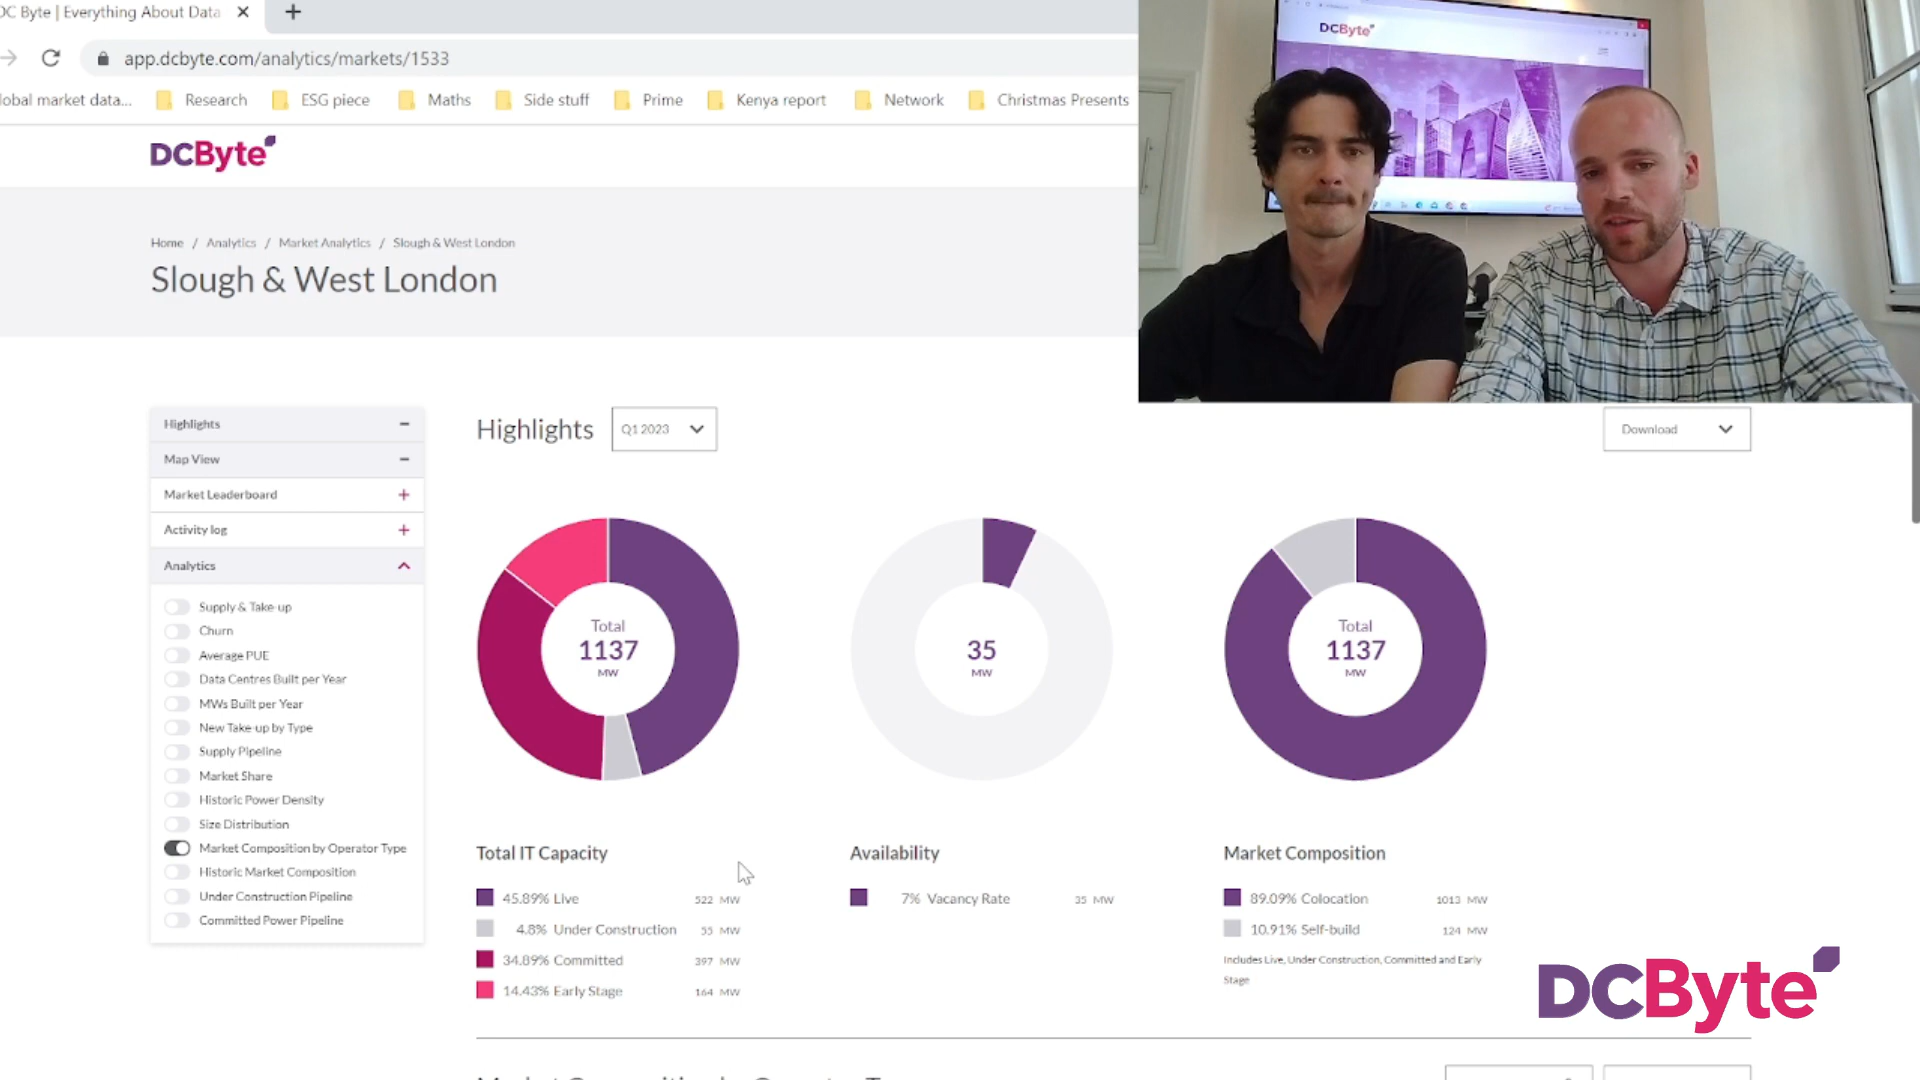 DC Byte | Everything About Data
app.dcbyte.com/analytics/markets/1533
lobal market data...
Research
ESG piece
Maths
Side stuff
Prime
Kenya report
Network
Christmas Presents
DCByte
DCByte
Home / Analytics / Market Analytics / Slough & West London
Slough & West London
Highlights
Map View
Market Leaderboard
Activity log
Analytics
Supply & Take-up
Churn
Average PUE
Data Centres Built per Year
MWs Built per Year
New Take-up by Type
Supply Pipeline
Market Share
Historic Power Density
Size Distribution
Market Composition by Operator Type
Historic Market Composition
Under Construction Pipeline
Committed Power Pipeline
Highlights
Q1 2023
Download
Total
1137
MW
35
MW
Total
1137
MW
Total IT Capacity
45.89% Live 522 MW
4.8% Under Construction 55 MW
34.89% Committed 397 MW
14.43% Early Stage 164 MW
Availability
7% Vacancy Rate 35 MW
Market Composition
89.09% Colocation 1013 MW
10.91% Self-build 124 MW
Includes Live, Under Construction, Committed and Early
Stage
DCByte